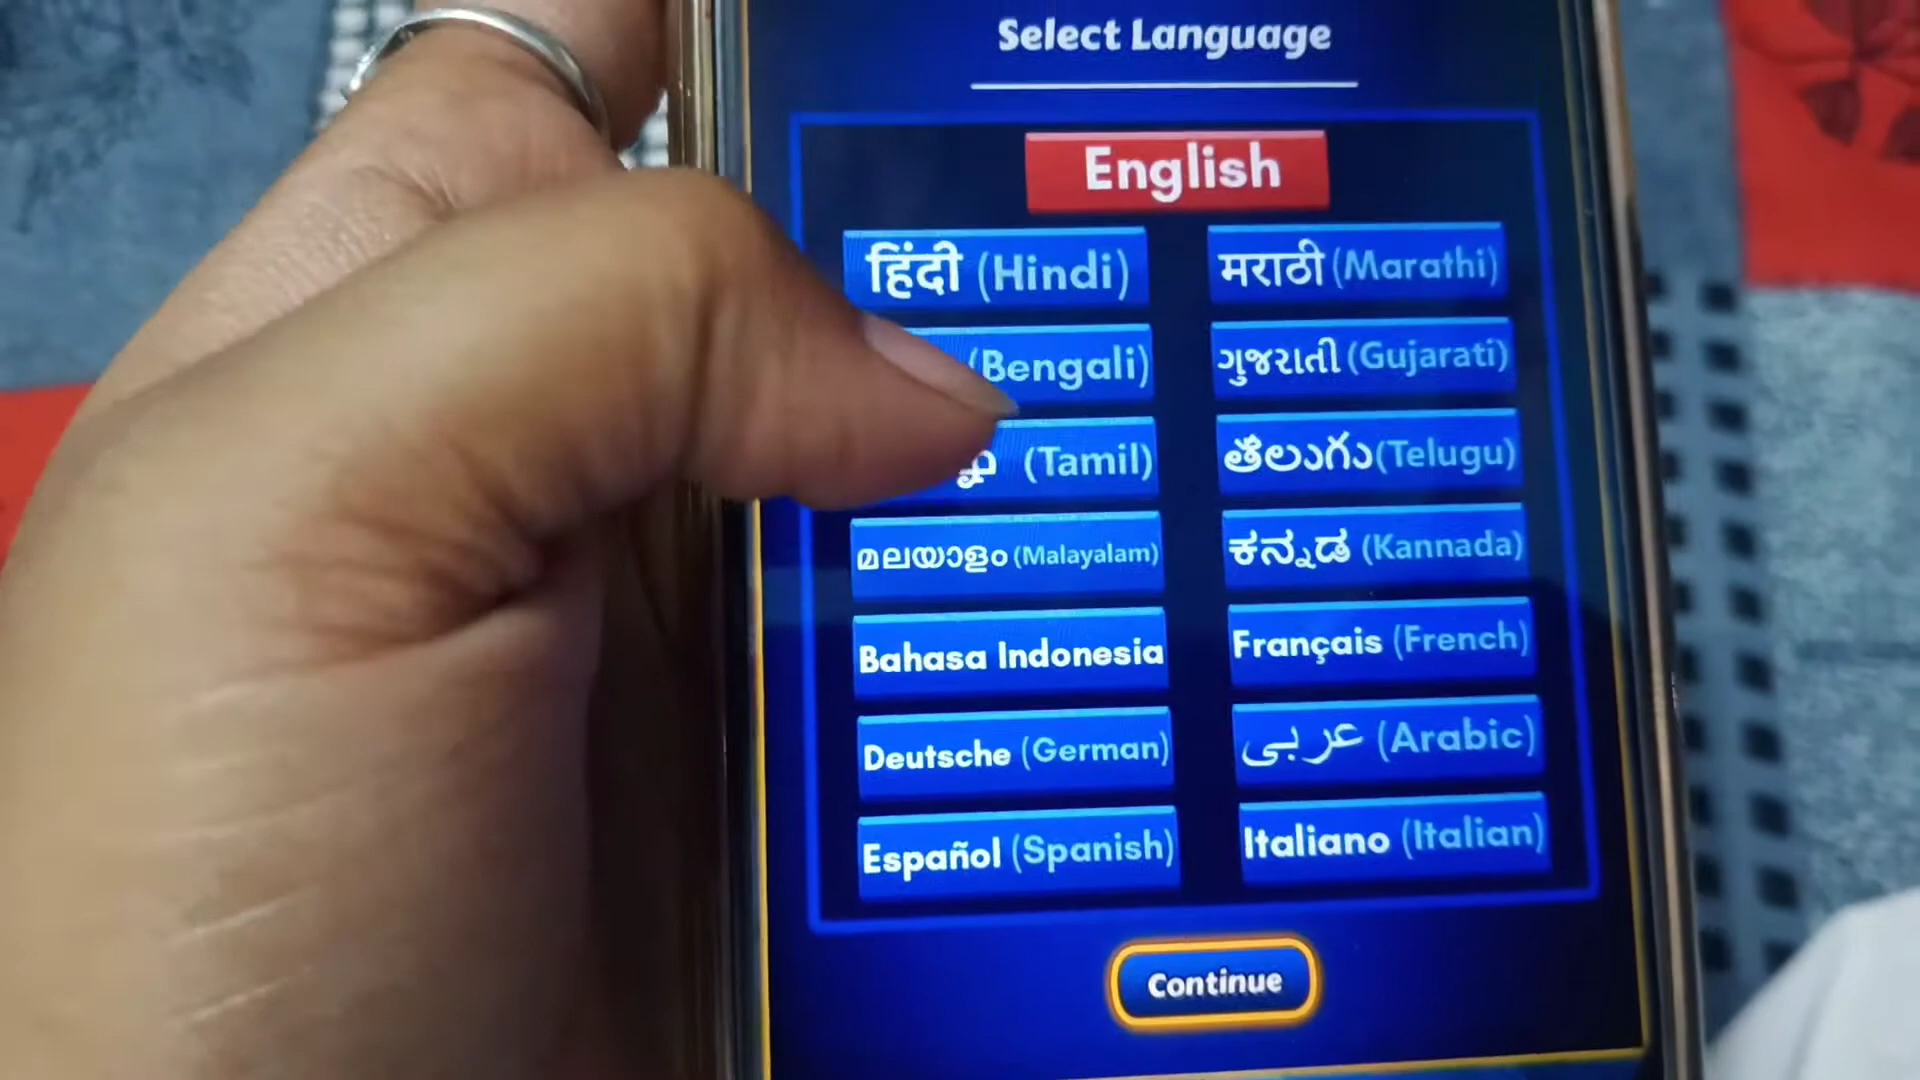 Select Language
English
हिंदी (Hindi) मराठी (Marathi)
(Bengali) ગુજરાતી (Gujarati)
(Tamil) తెలుగు(Telugu)
മലയാളം (Malayalam) ಕನ್ನಡ (Kannada)
Bahasa Indonesia Français (French)
Deutsche (German) عربى (Arabic)
Español (Spanish) Italiano (Italian)
Continue